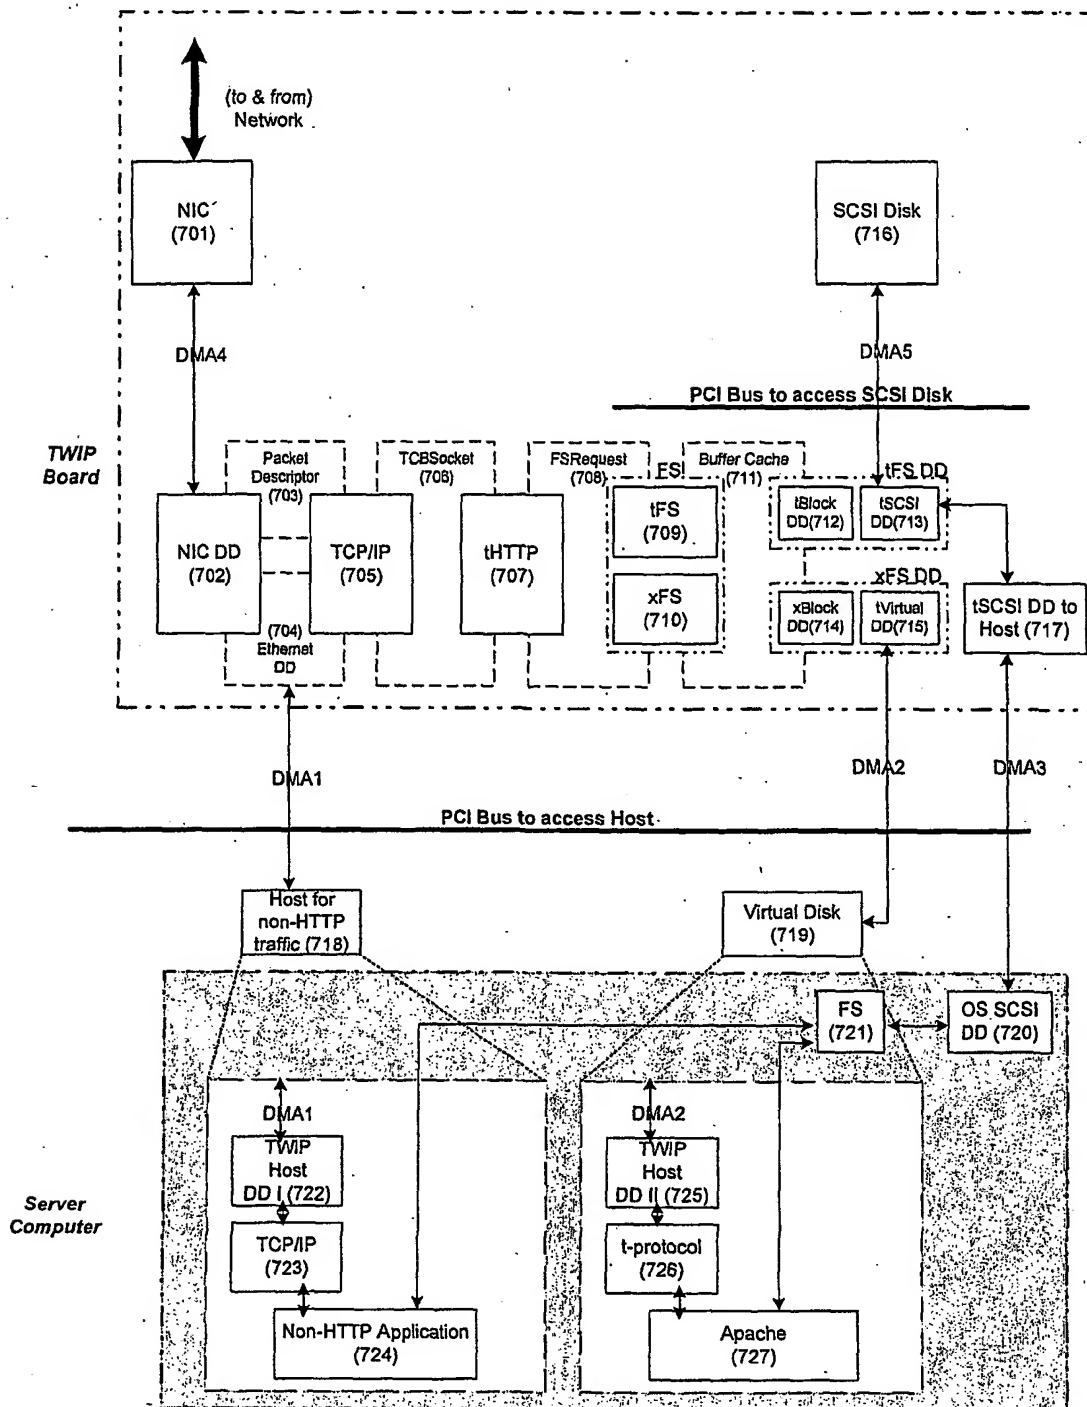 (to & from)
Network
NIC
(701)
SCSI Disk
(716)
DMA4
DMA5
PCI Bus to access SCSI Disk
TWIP
Board
Packet
Descriptor
(703)
TCBSocket
(706)
FSRequest
(708)
FS
Buffer Cache
(711)
tFS DD
NIC DD
(702)
TCP/IP
(705)
tHTTP
(707)
tFS
(709)
tBlock
DD(712)
tSCSI
DD(713)
xFS
(710)
xFS DD
xBlock
DD(714)
tVirtual
DD(715)
tSCSI DD to
Host (717)
(704)
Ethernet
DD
DMA1
DMA2
DMA3
PCI Bus to access Host
Host for
non-HTTP
traffic (718)
Virtual Disk
(719)
FS
(721)
OS SCSI
DD (720)
DMA1
DMA2
TWIP
Host
DD I (722)
TWIP
Host
DD II (725)
Server
Computer
TCP/IP
(723)
t-protocol
(726)
Non-HTTP Application
(724)
Apache
(727)